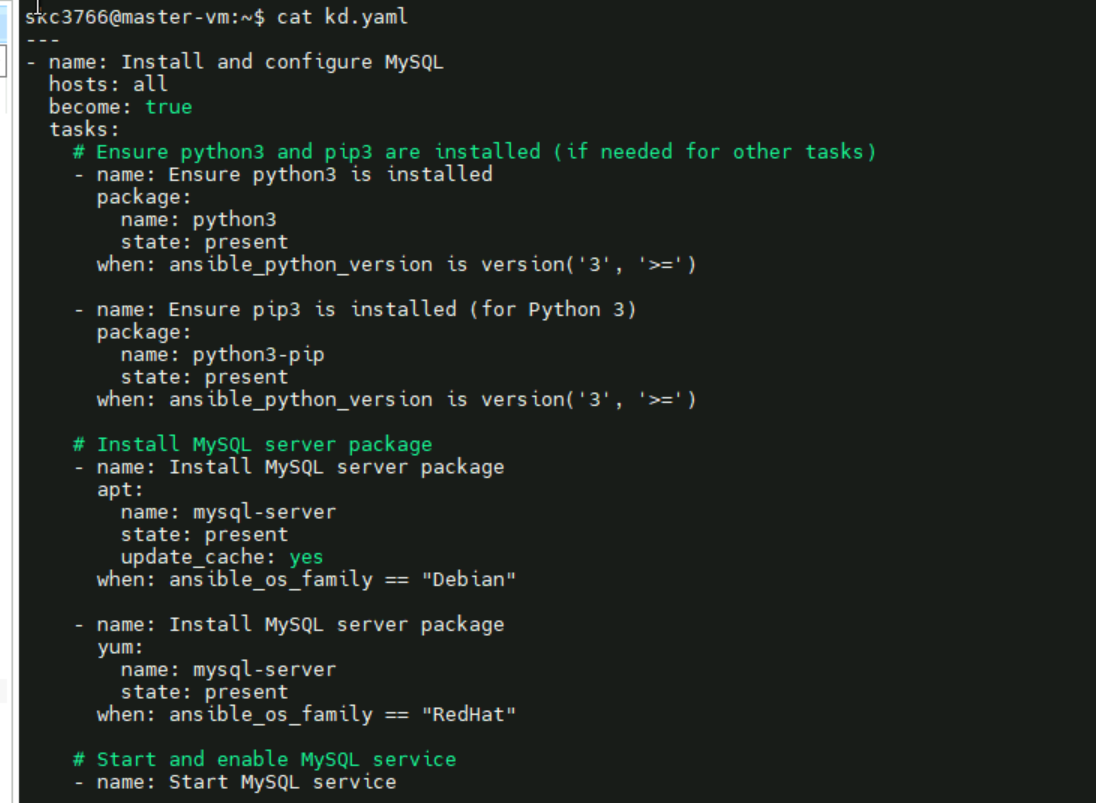 skc3766@master-vm:~$ cat kd.yaml
---
- name: Install and configure MySQL
  hosts: all
  become: true
  tasks:
    # Ensure python3 and pip3 are installed (if needed for other tasks)
    - name: Ensure python3 is installed
      package:
        name: python3
        state: present
      when: ansible_python_version is version('3', '>=')

    - name: Ensure pip3 is installed (for Python 3)
      package:
        name: python3-pip
        state: present
      when: ansible_python_version is version('3', '>=')

    # Install MySQL server package
    - name: Install MySQL server package
      apt:
        name: mysql-server
        state: present
        update_cache: yes
      when: ansible_os_family == "Debian"

    - name: Install MySQL server package
      yum:
        name: mysql-server
        state: present
      when: ansible_os_family == "RedHat"

    # Start and enable MySQL service
    - name: Start MySQL service